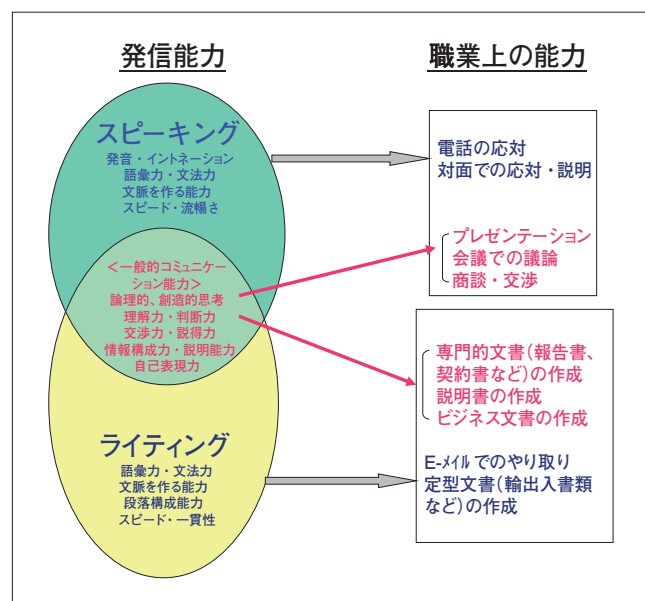 発信能力
職業上の能力
スピーキング
発音・イントネーション
語彙力・文法力
文脈を作る能力
スピード・流暢さ
<一般的コミュニケー
ション能力>
論理的、創造的思考
理解力・判断力
交渉力・説得力
情報構成力・説明能力
自己表現力
ライティング
語彙力・文法力
文脈を作る能力
段落構成能力
スピード・一貫性
電話の応対
対面での応対・説明
プレゼンテーション
会議での議論
商談・交渉
専門的文書(報告書、
契約書など)の作成
説明書の作成
ビジネス文書の作成
E-メイルでのやり取り
定型文書(輸出入書類
など)の作成